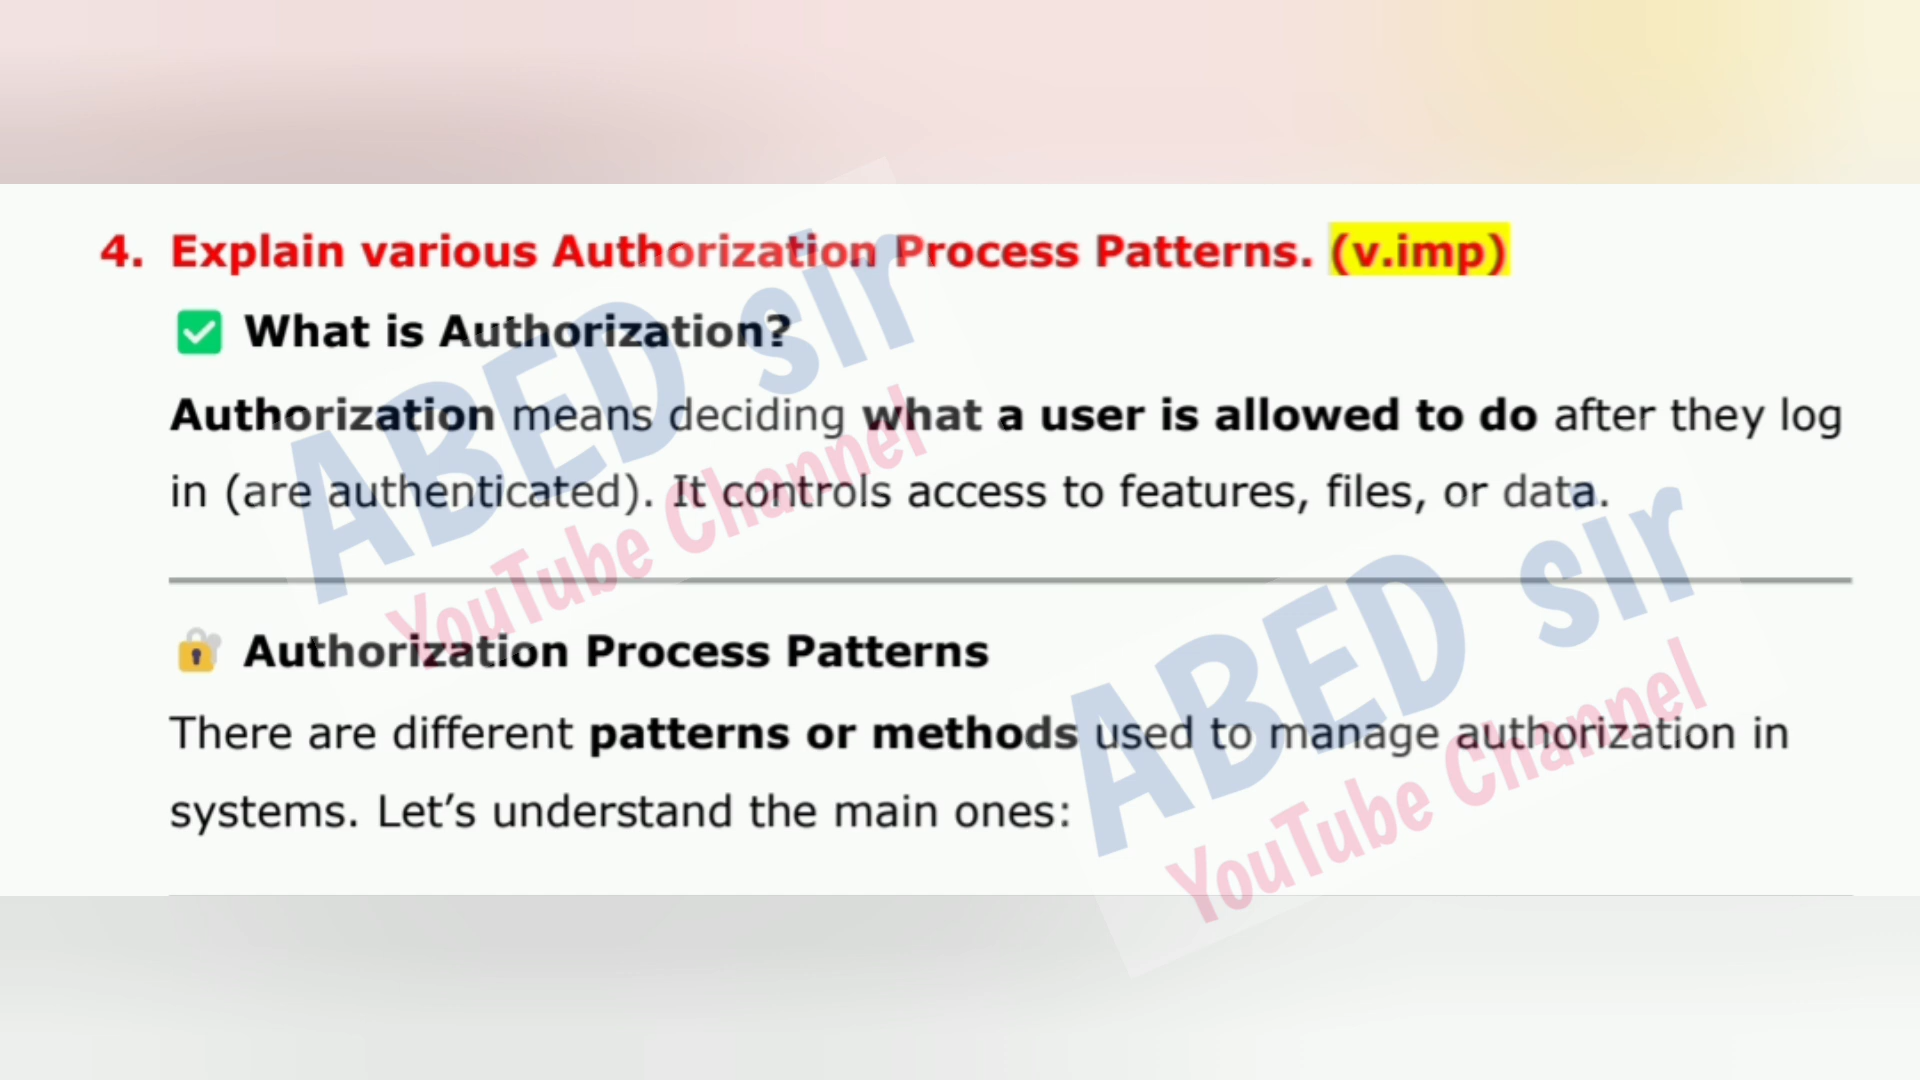 4. Explain various Authorization Process Patterns. (v.imp)
✅ What is Authorization?
Authorization means deciding what a user is allowed to do after they log
in (are authenticated). It controls access to features, files, or data.
🔐 Authorization Process Patterns
There are different patterns or methods used to manage authorization in
systems. Let’s understand the main ones:
ABED sir
YouTube Channel
ABED sir
YouTube Channel